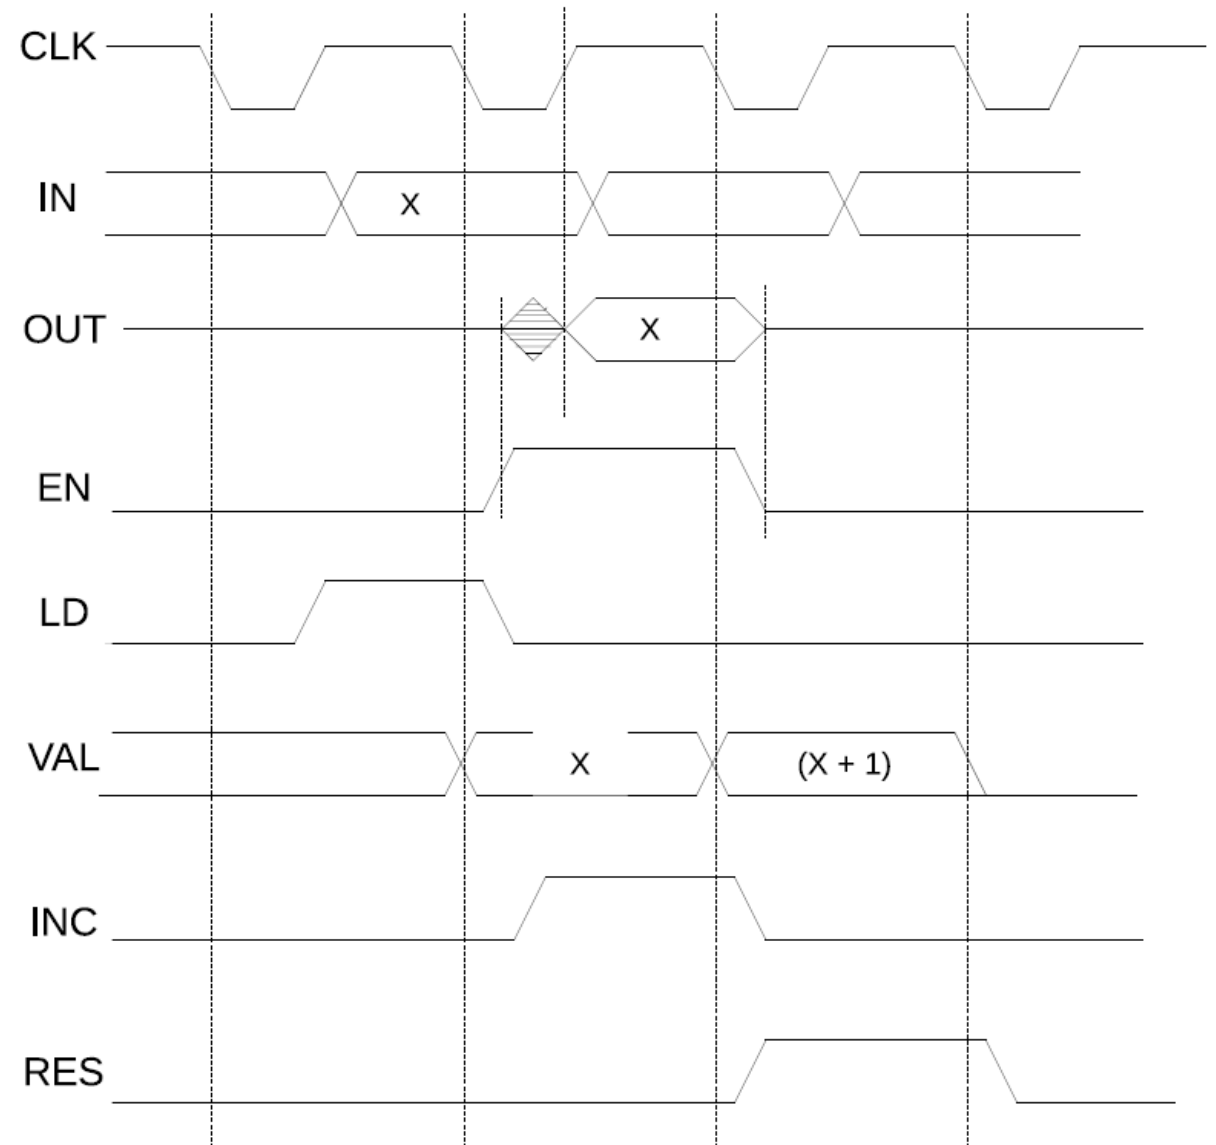 CLK
IN
X
OUT
X
EN
LD
VAL
X
(X + 1)
INC
RES